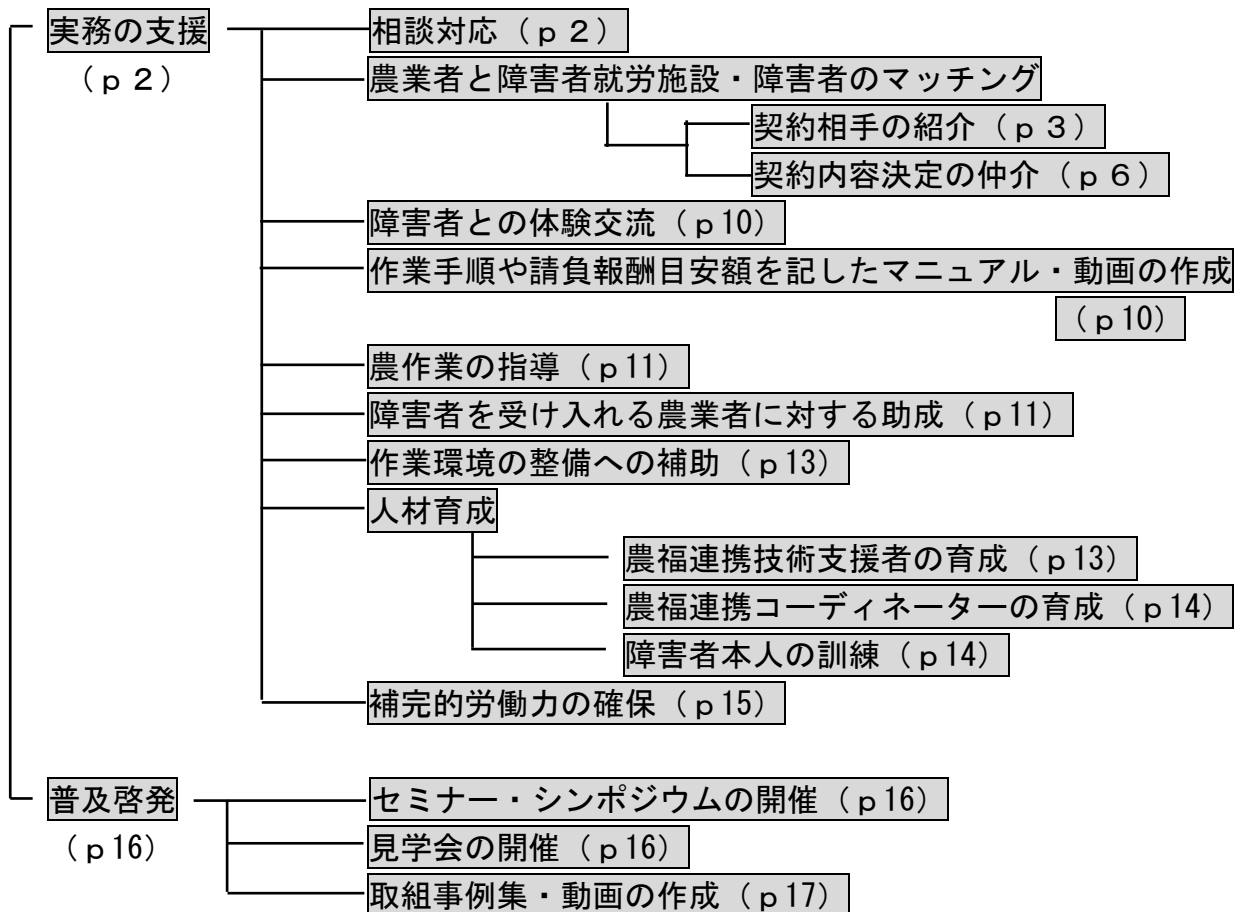 実務の支援
(p 2)
相談対応(p 2)
農業者と障害者就労施設・障害者のマッチング
契約相手の紹介(p 3)
契約内容決定の仲介(p 6)
障害者との体験交流(p10)
作業手順や請負報酬目安額を記したマニュアル・動画の作成
(p10)
農作業の指導(p11)
障害者を受け入れる農業者に対する助成(p11)
作業環境の整備への補助(p13)
人材育成
農福連携技術支援者の育成(p13)
農福連携コーディネーターの育成(p14)
障害者本人の訓練(p14)
補完的労働力の確保(p15)
普及啓発
(p16)
セミナー・シンポジウムの開催(p16)
見学会の開催(p16)
取組事例集・動画の作成(p17)